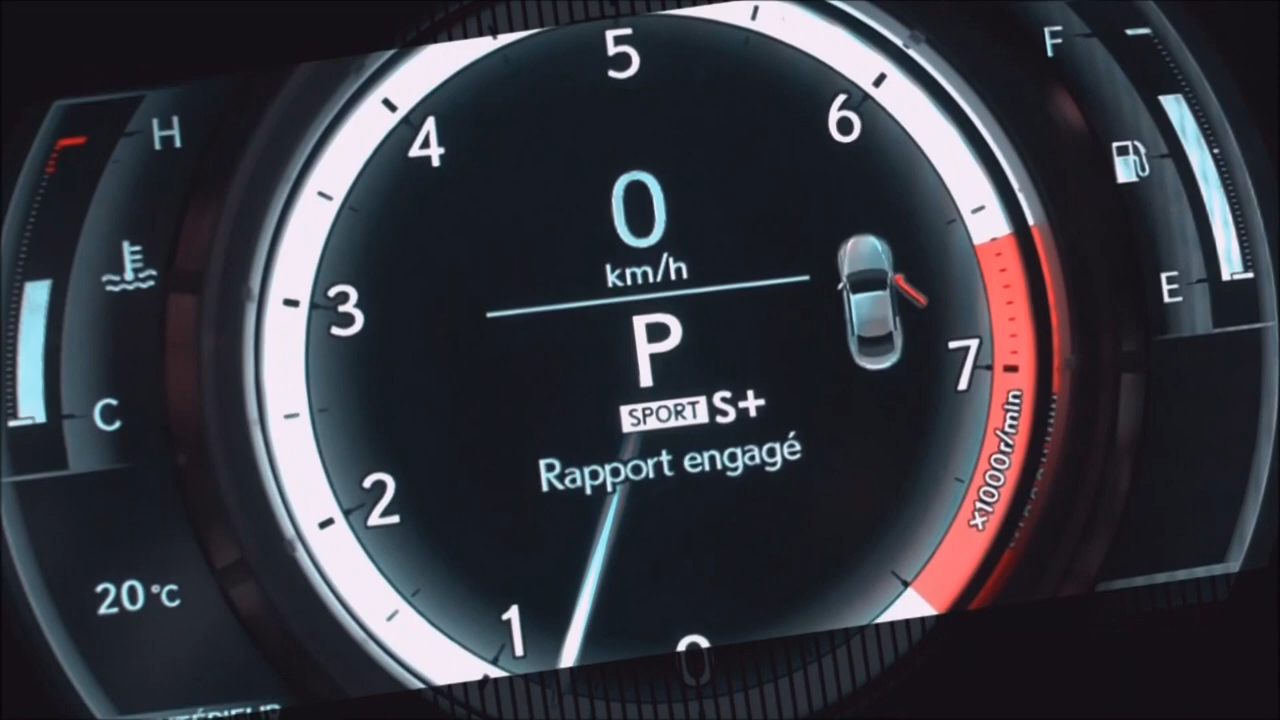 5
F
4
6
H
0
km/h
3
P
E
7
SPORT S+
C
Rapport engagé
x1000r/min
2
20°C
1
0